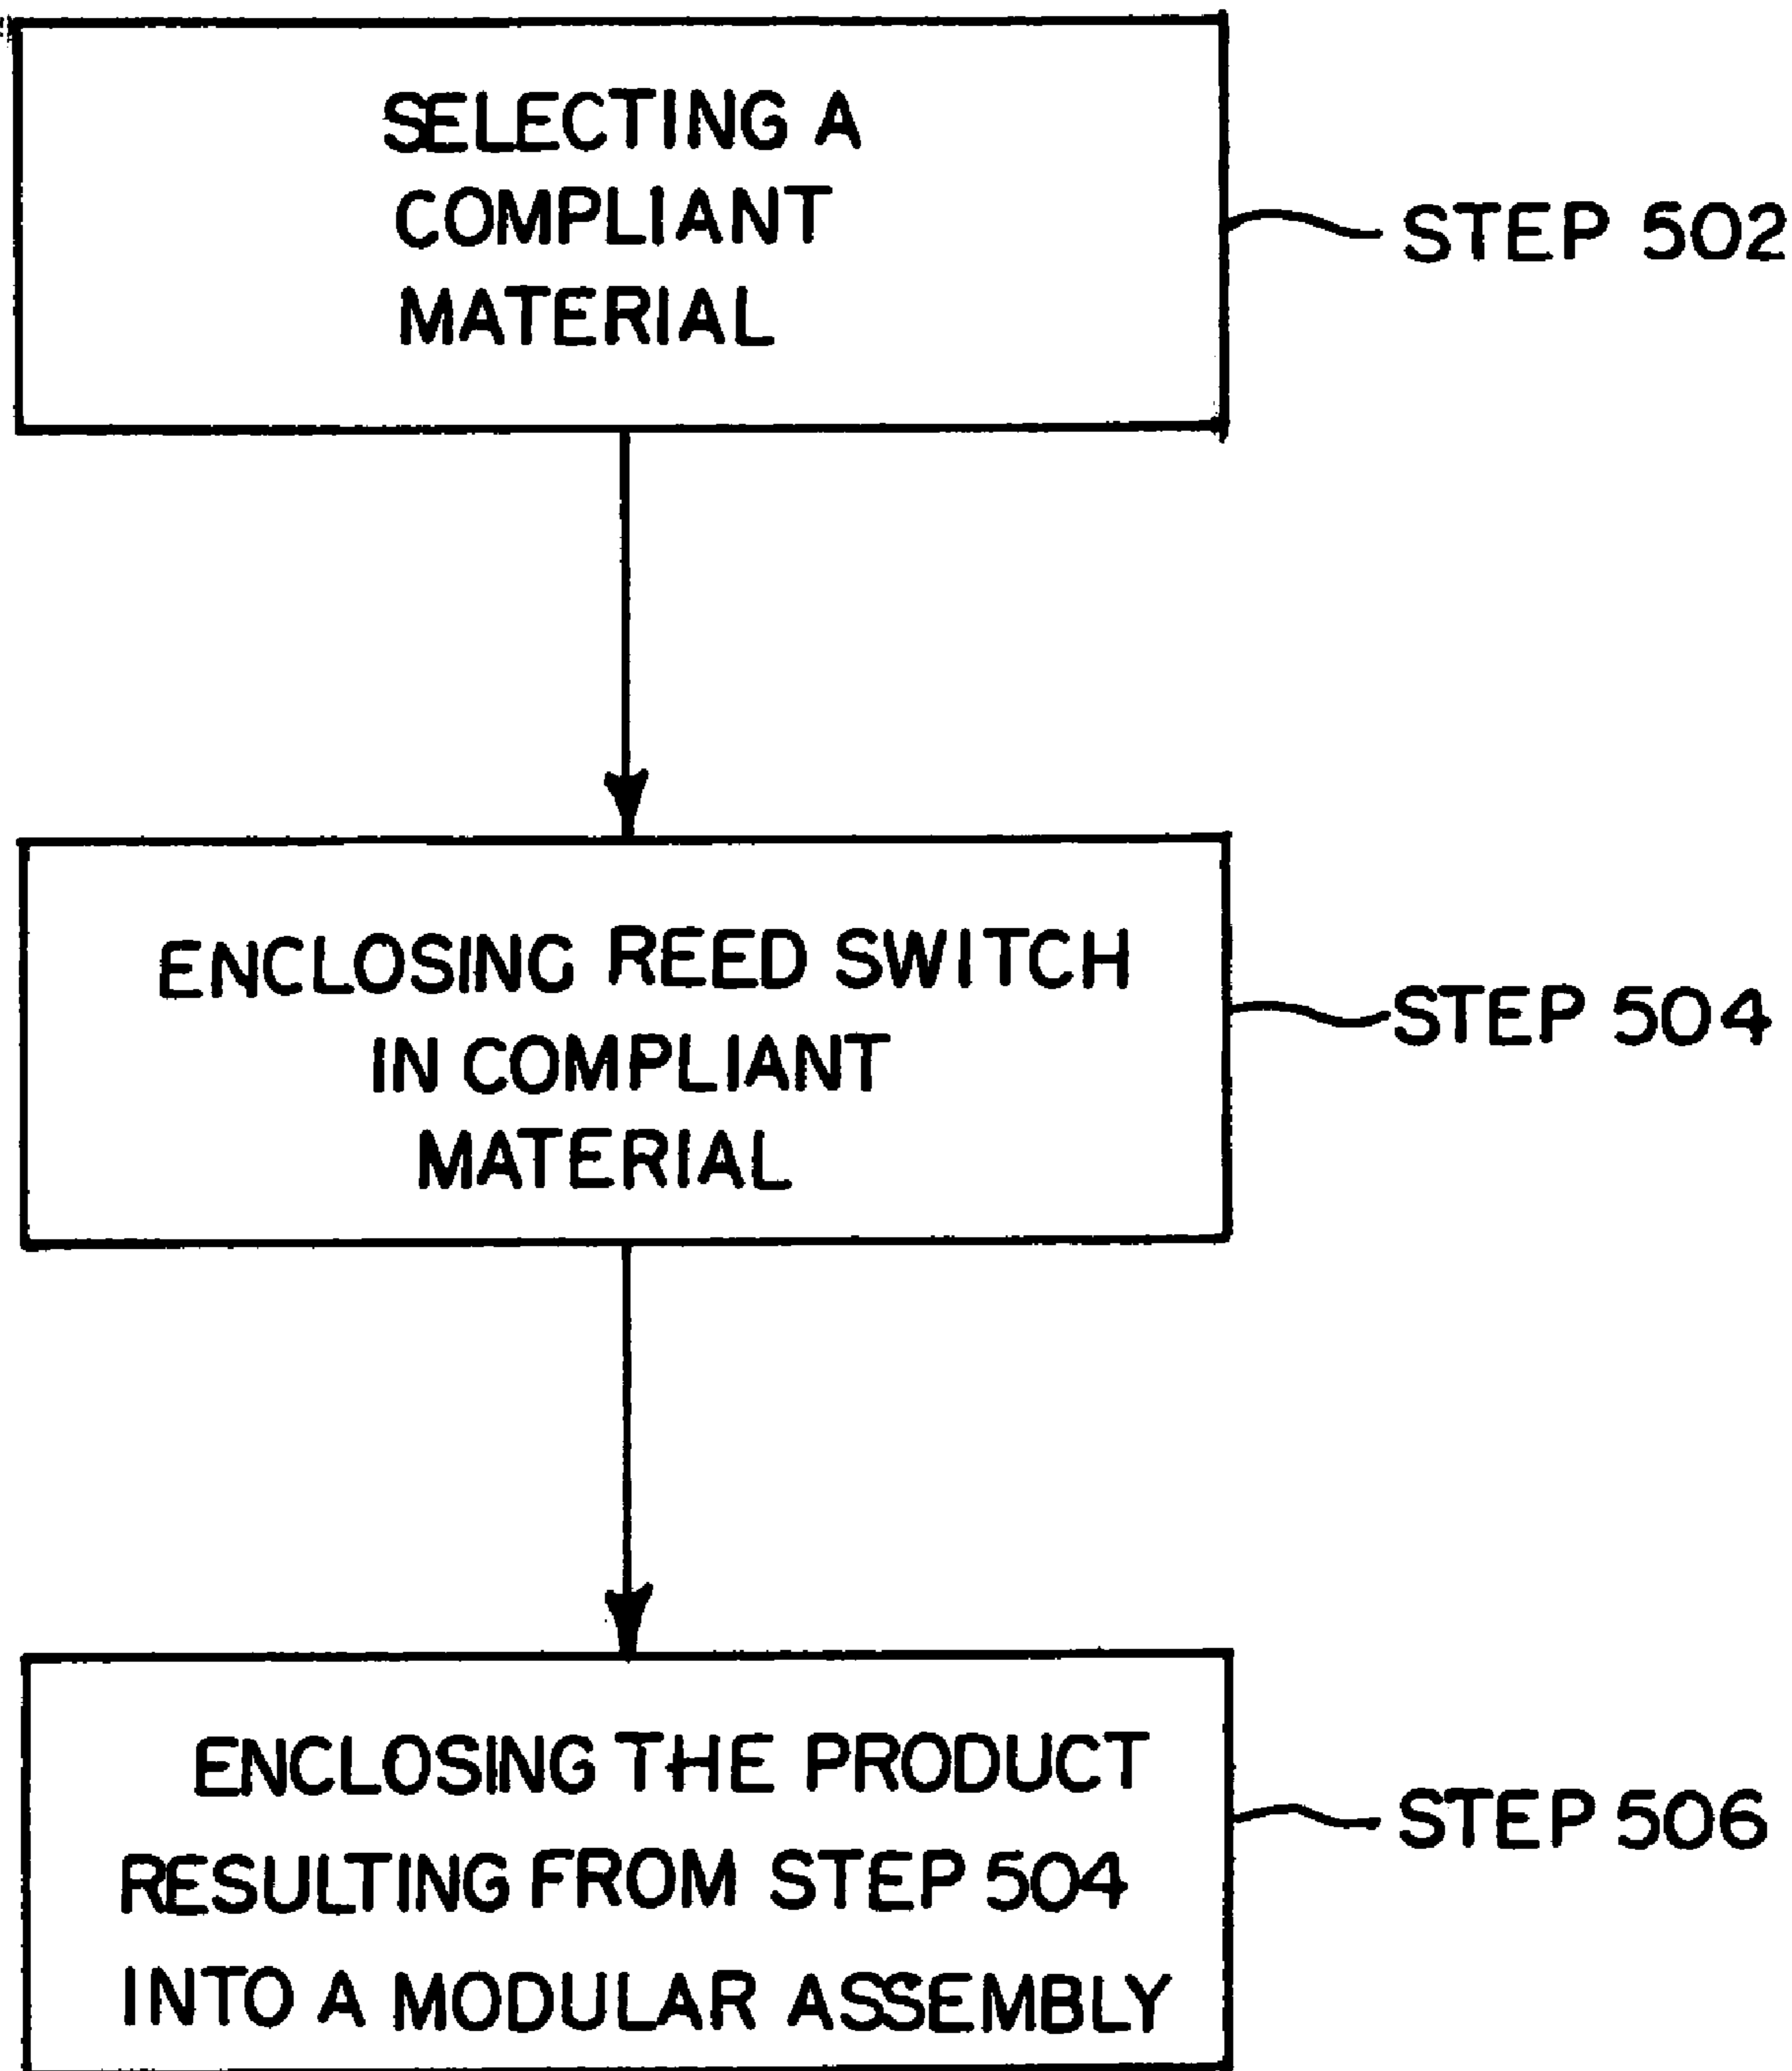 SELECTING A
COMPLIANT
MATERIAL
STEP 502
ENCLOSING REED SWITCH
IN COMPLIANT
MATERIAL
STEP 504
ENCLOSING THE PRODUCT
RESULTING FROM STEP 504
INTO A MODULAR ASSEMBLY
STEP 506